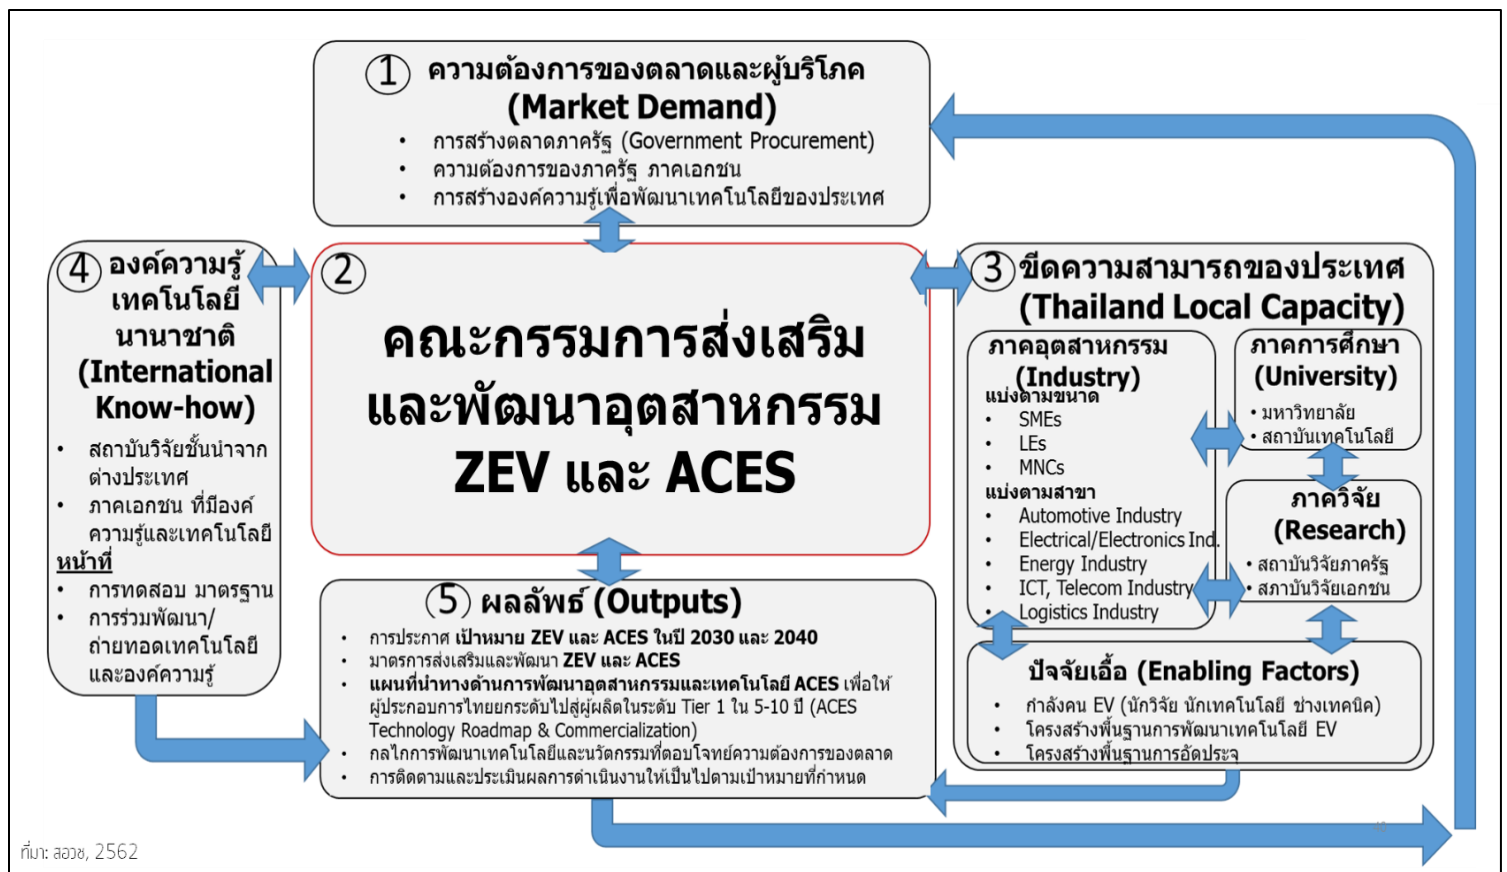 ① ความต้องการของตลาดและผู้บริโภค
(Market Demand)
• การสร้างตลาดภาครัฐ (Government Procurement)
• ความต้องการของภาครัฐ ภาคเอกชน
• การสร้างองค์ความรู้เพื่อพัฒนาเทคโนโลยีของประเทศ
④ องค์ความรู้
เทคโนโลยี
นานาชาติ
(International
Know-how)
• สถาบันวิจัยชั้นนำจาก
ต่างประเทศ
• ภาคเอกชน ที่มีองค์
ความรู้และเทคโนโลยี
หน้าที่
• การทดสอบ มาตรฐาน
• การร่วมพัฒนา/
ถ่ายทอดเทคโนโลยี
และองค์ความรู้
②
คณะกรรมการส่งเสริม
และพัฒนาอุตสาหกรรม
ZEV และ ACES
③ ขีดความสามารถของประเทศ
(Thailand Local Capacity)
ภาคอุตสาหกรรม
(Industry)
แบ่งตามขนาด
• SMEs
• LEs
• MNCs
แบ่งตามสาขา
• Automotive Industry
• Electrical/Electronics Ind.
• Energy Industry
• ICT, Telecom Industry
• Logistics Industry
ภาคการศึกษา
(University)
• มหาวิทยาลัย
• สถาบันเทคโนโลยี
ภาควิจัย
(Research)
• สถาบันวิจัยภาครัฐ
• สภาบันวิจัยเอกชน
ปัจจัยเอื้อ (Enabling Factors)
• กำลังคน EV (นักวิจัย นักเทคโนโลยี ช่างเทคนิค)
• โครงสร้างพื้นฐานการพัฒนาเทคโนโลยี EV
• โครงสร้างพื้นฐานการอัดประจุ
⑤ ผลลัพธ์ (Outputs)
• การประกาศ เป้าหมาย ZEV และ ACES ในปี 2030 และ 2040
• มาตรการส่งเสริมและพัฒนา ZEV และ ACES
• แผนที่นำทางด้านการพัฒนาอุตสาหกรรมและเทคโนโลยี ACES เพื่อให้
ผู้ประกอบการไทยยกระดับไปสู่ผู้ผลิตในระดับ Tier 1 ใน 5-10 ปี (ACES
Technology Roadmap & Commercialization)
• กลไกการพัฒนาเทคโนโลยีและนวัตกรรมที่ตอบโจทย์ความต้องการของตลาด
• การติดตามและประเมินผลการดำเนินงานให้เป็นไปตามเป้าหมายที่กำหนด
ที่มา: สอวช, 2562